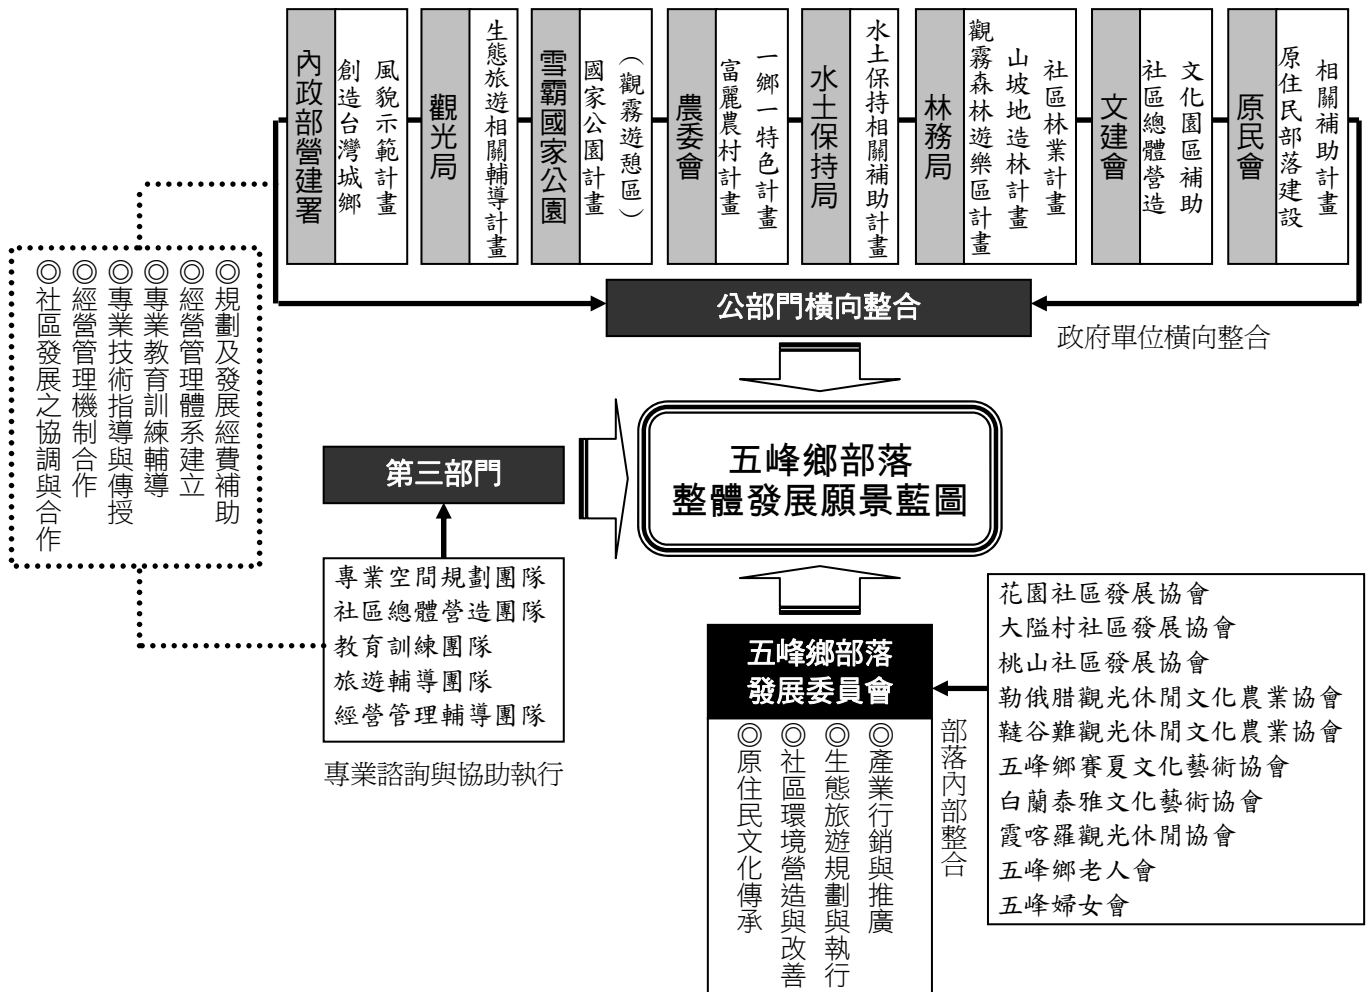 內政部營建署
創造台灣城鄉
風貌示範計畫
觀光局
生態旅遊相關輔導計畫
雪霸國家公園
國家公園計畫
（觀霧遊憩區）
農委會
富麗農村計畫
一鄉一特色計畫
水土保持局
水土保持相關補助計畫
林務局
觀霧森林遊樂區計畫
山坡地造林計畫
社區林業計畫
文建會
社區總體營造
文化園區補助
原民會
原住民部落建設
相關補助計畫
◎規劃及發展經費補助
◎經營管理體系建立
◎專業教育訓練輔導
◎專業技術指導與傳授
◎經營管理機制合作
◎社區發展之協調與合作
公部門橫向整合
政府單位橫向整合
第三部門
五峰鄉部落
整體發展願景藍圖
專業空間規劃團隊
社區總體營造團隊
教育訓練團隊
旅遊輔導團隊
經營管理輔導團隊
專業諮詢與協助執行
五峰鄉部落
發展委員會
◎產業行銷與推廣
◎生態旅遊規劃與執行
◎社區環境營造與改善
◎原住民文化傳承
部落內部整合
花園社區發展協會
大隘村社區發展協會
桃山社區發展協會
勒俄腊觀光休閒文化農業協會
鞑谷難觀光休閒文化農業協會
五峰鄉賽夏文化藝術協會
白蘭泰雅文化藝術協會
霞喀羅觀光休閒協會
五峰鄉老人會
五峰婦女會